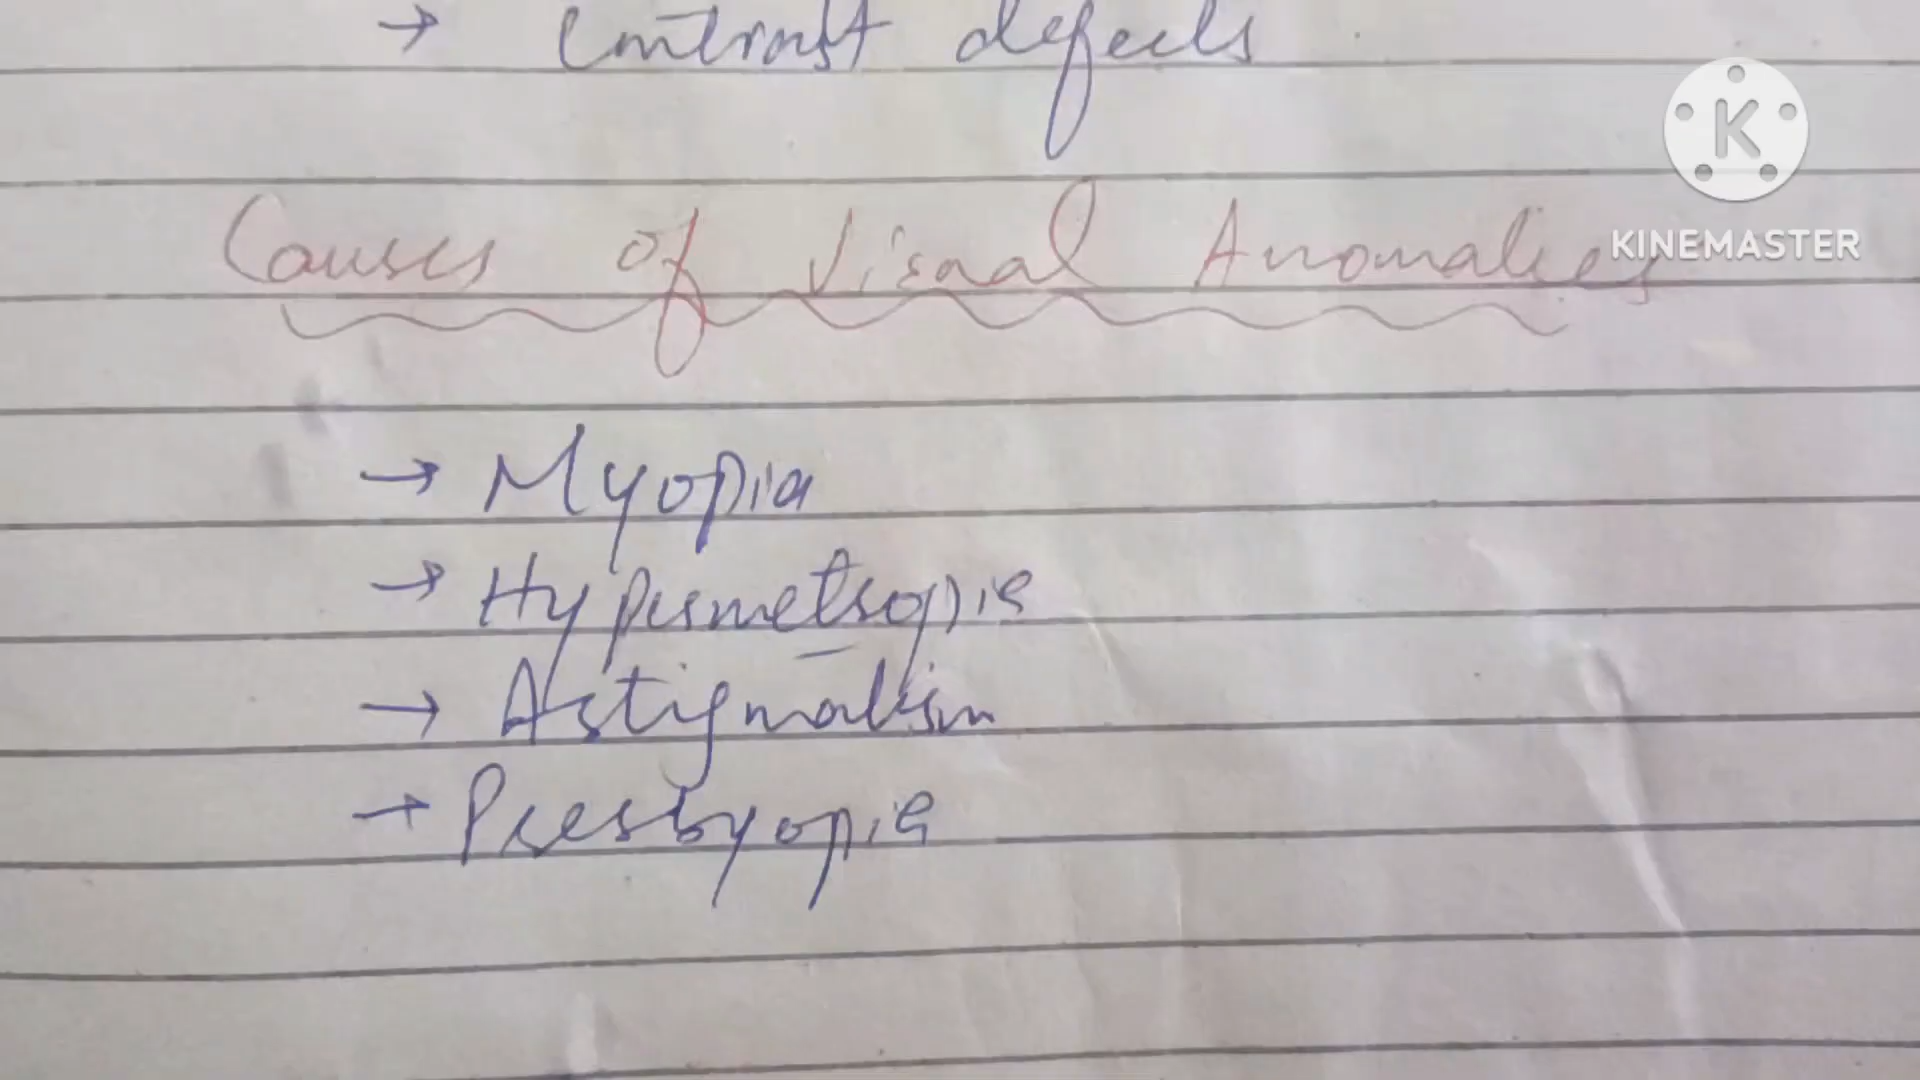 → Contrast defects
K
KINEMASTER
Causes of Visual Anomalies
→ Myopia
→ Hypermetropia
→ Astigmatism
→ Presbyopia